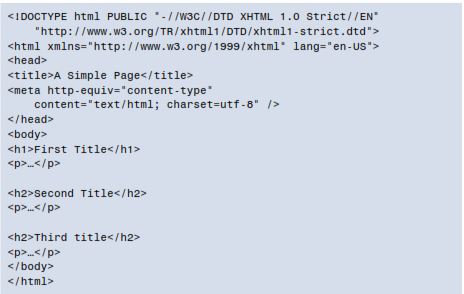 <!DOCTYPE html PUBLIC "-//W3C//DTD XHTML 1.0 Strict//EN"
"http://www.w3.org/TR/xhtml1/DTD/xhtml1-strict.dtd">
<html xmlns="http://www.w3.org/1999/xhtml" lang="en-US">
<head>
<title>A Simple Page</title>
<meta http-equiv="content-type"
content="text/html; charset=utf-8" />
</head>
<body>
<h1>First Title</h1>
<p>…</p>
<h2>Second Title</h2>
<p>…</p>
<h2>Third title</h2>
<p>…</p>
</body>
</html>